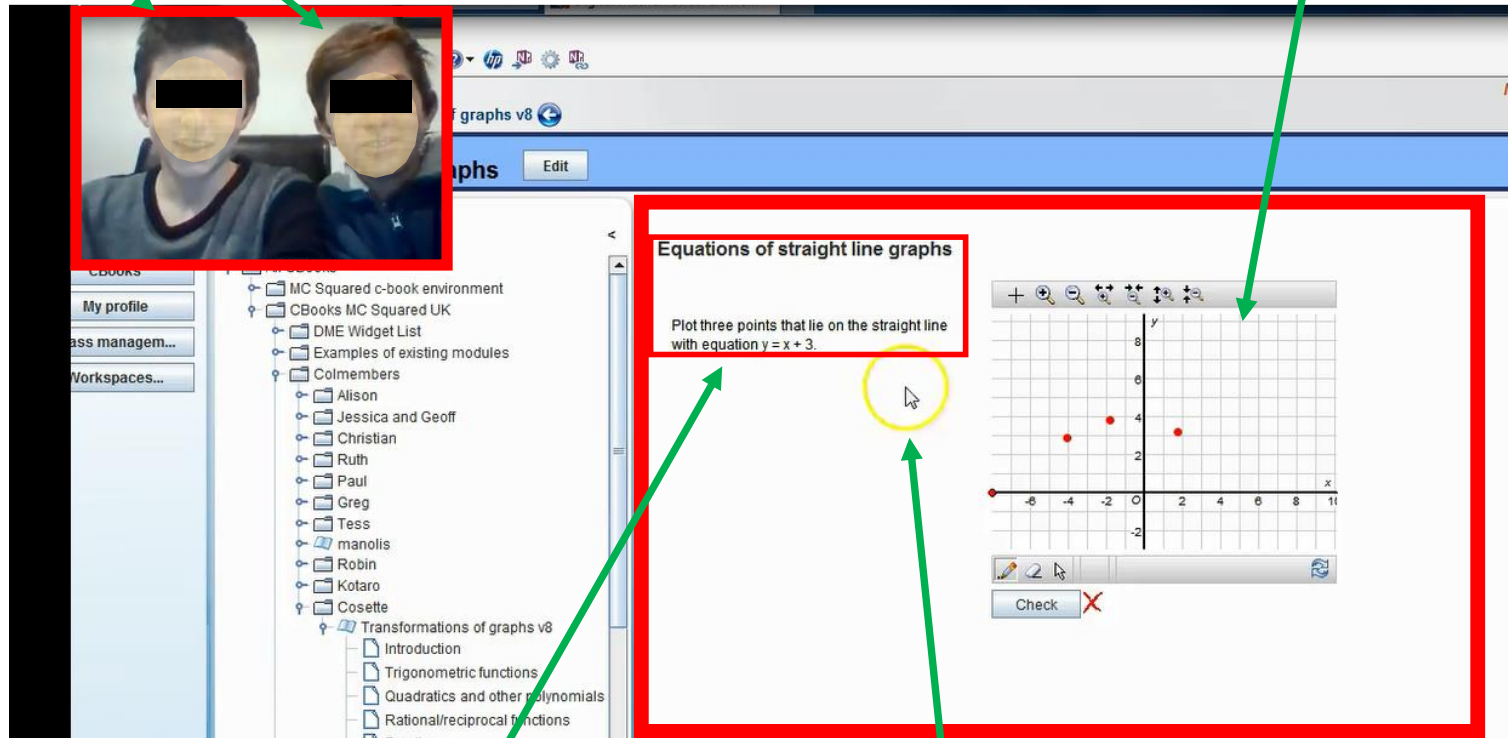 f graphs v8
aphs
Edit
<
CBooks
My profile
ass managem...
Workspaces...
MC Squared c-book environment
CBooks MC Squared UK
DME Widget List
Examples of existing modules
Colmembers
Alison
Jessica and Geoff
Christian
Ruth
Paul
Greg
Tess
manolis
Robin
Kotaro
Cosette
Transformations of graphs v8
Introduction
Trigonometric functions
Quadratics and other polynomials
Rational/reciprocal functions
Equations of straight line graphs
Plot three points that lie on the straight line
with equation y = x + 3.
y
8
6
4
2
x
-6 -4 -2 O 2 4 6 8 10
-2
Check